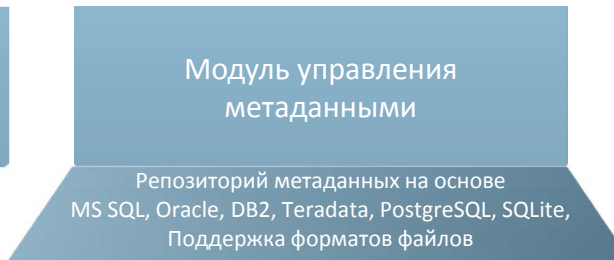 Модуль управления
метаданными
Репозиторий метаданных на основе
MS SQL, Oracle, DB2, Teradata, PostgreSQL, SQLite,
Поддержка форматов файлов